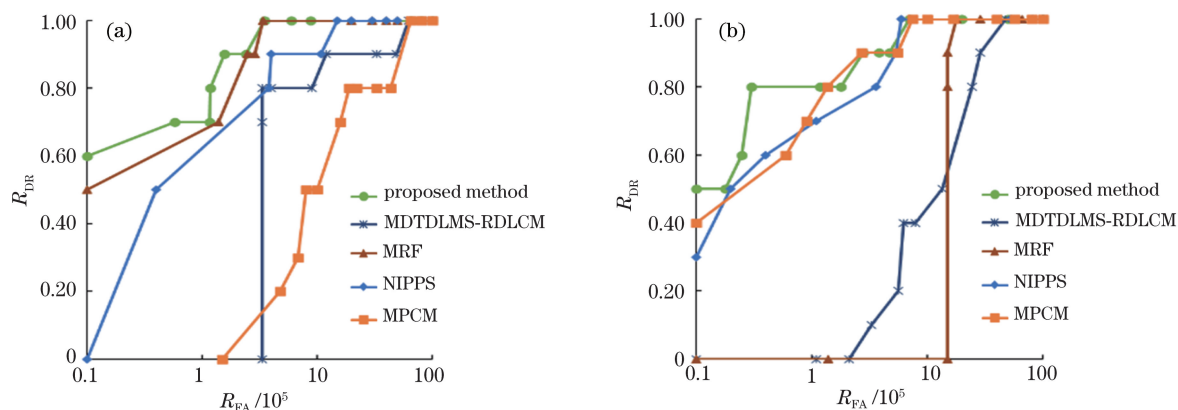 (a)
1.00
0.80
0.60
0.40
0.20
0
R_DR
0.1 1 10 100
R_FA /10^5
proposed method
MDTDLMS-RDLCM
MRF
NIPPS
MPCM
(b)
1.00
0.80
0.60
0.40
0.20
0
R_DR
0.1 1 10 100
R_FA /10^5
proposed method
MDTDLMS-RDLCM
MRF
NIPPS
MPCM